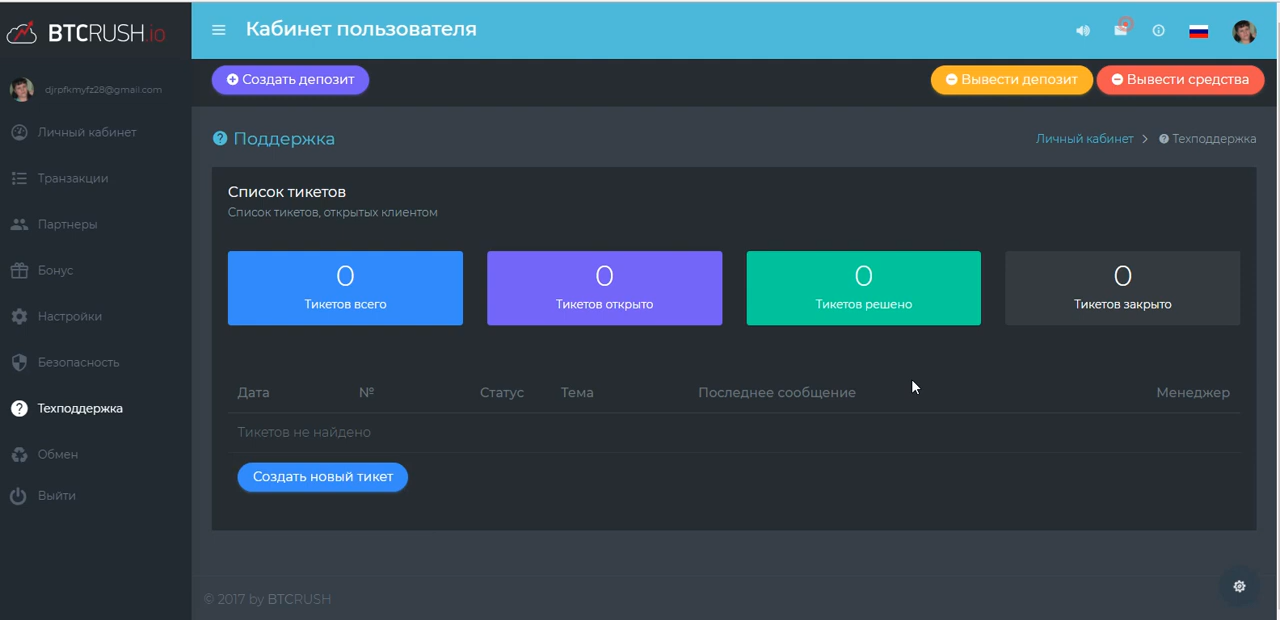 BTCRUSH.io
Кабинет пользователя
Создать депозит
Вывести депозит
Вывести средства
djrpfkmyfz28@gmail.com
Личный кабинет
Транзакции
Партнеры
Бонус
Настройки
Безопасность
Техподдержка
Обмен
Выйти
Поддержка
Личный кабинет > Техподдержка
Список тикетов
Список тикетов, открытых клиентом
0
Тикетов всего
0
Тикетов открыто
0
Тикетов решено
0
Тикетов закрыто
Дата № Статус Тема Последнее сообщение Менеджер
Тикетов не найдено
Создать новый тикет
© 2017 by BTCRUSH